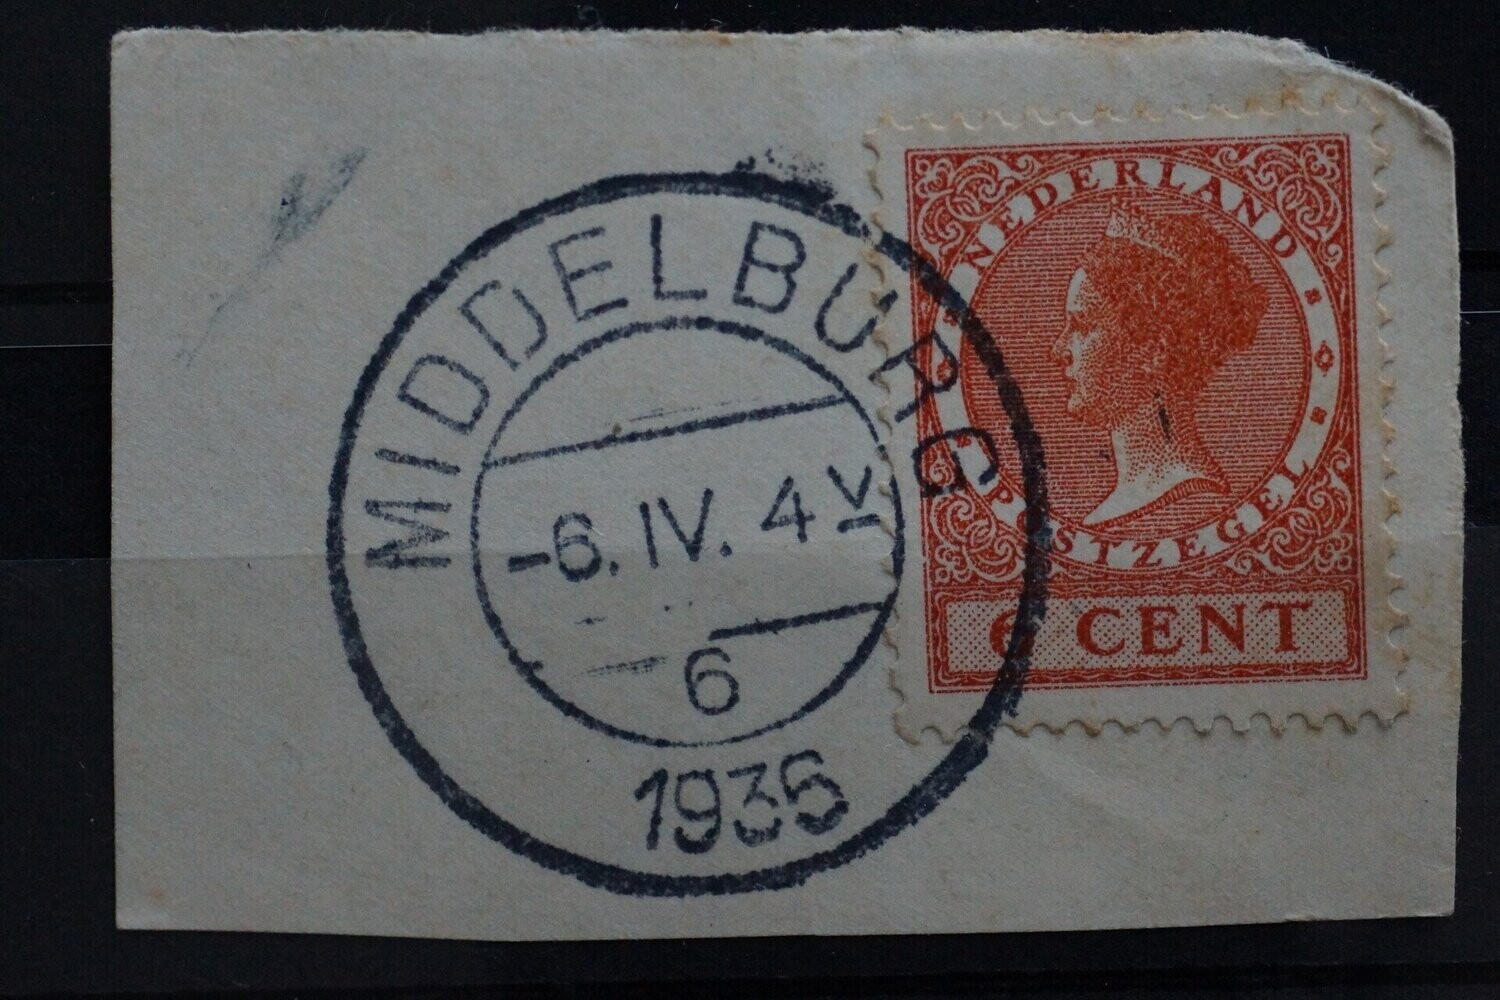 MIDDELBURG
-6.IV. 4 V
6
1936
NEDERLAND
POSTZEGEL
6 CENT